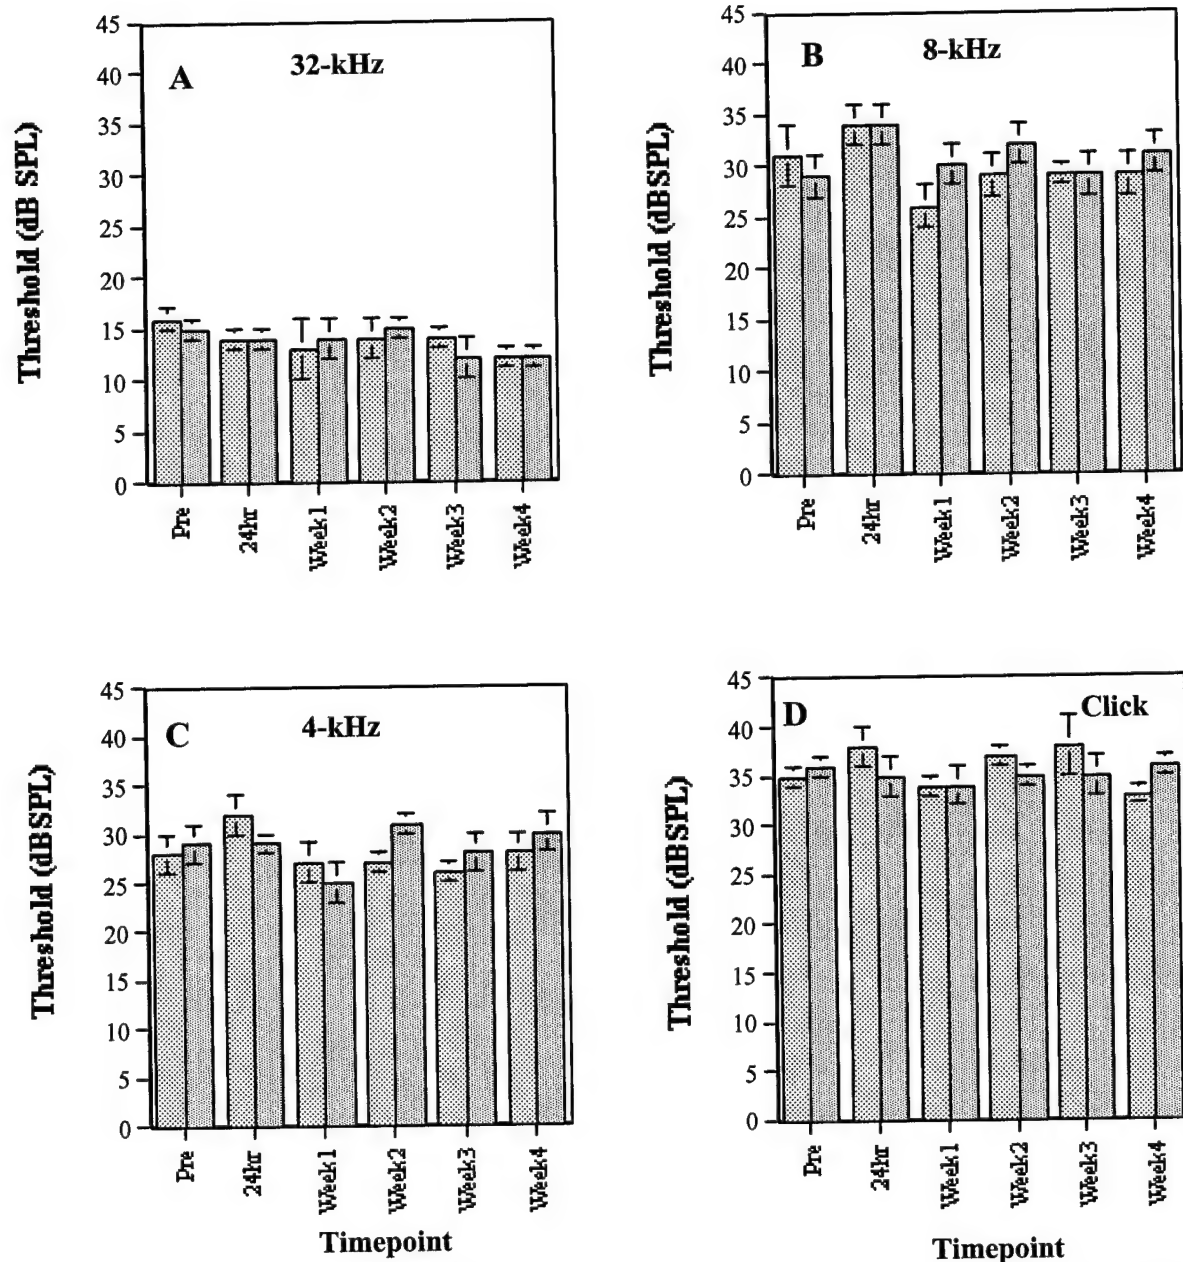 A
32-kHz
Threshold (dB SPL)
45
40
35
30
25
20
15
10
5
0
Pre
24hr
Week1
Week2
Week3
Week4
B
8-kHz
Threshold (dBSPL)
45
40
35
30
25
20
15
10
5
0
Pre
24hr
Week1
Week2
Week3
Week4
C
4-kHz
Threshold (dBSPL)
45
40
35
30
25
20
15
10
5
0
Pre
24hr
Week1
Week2
Week3
Week4
Timepoint
D
Click
Threshold (dBSPL)
45
40
35
30
25
20
15
10
5
0
Pre
24hr
Week1
Week2
Week3
Week4
Timepoint